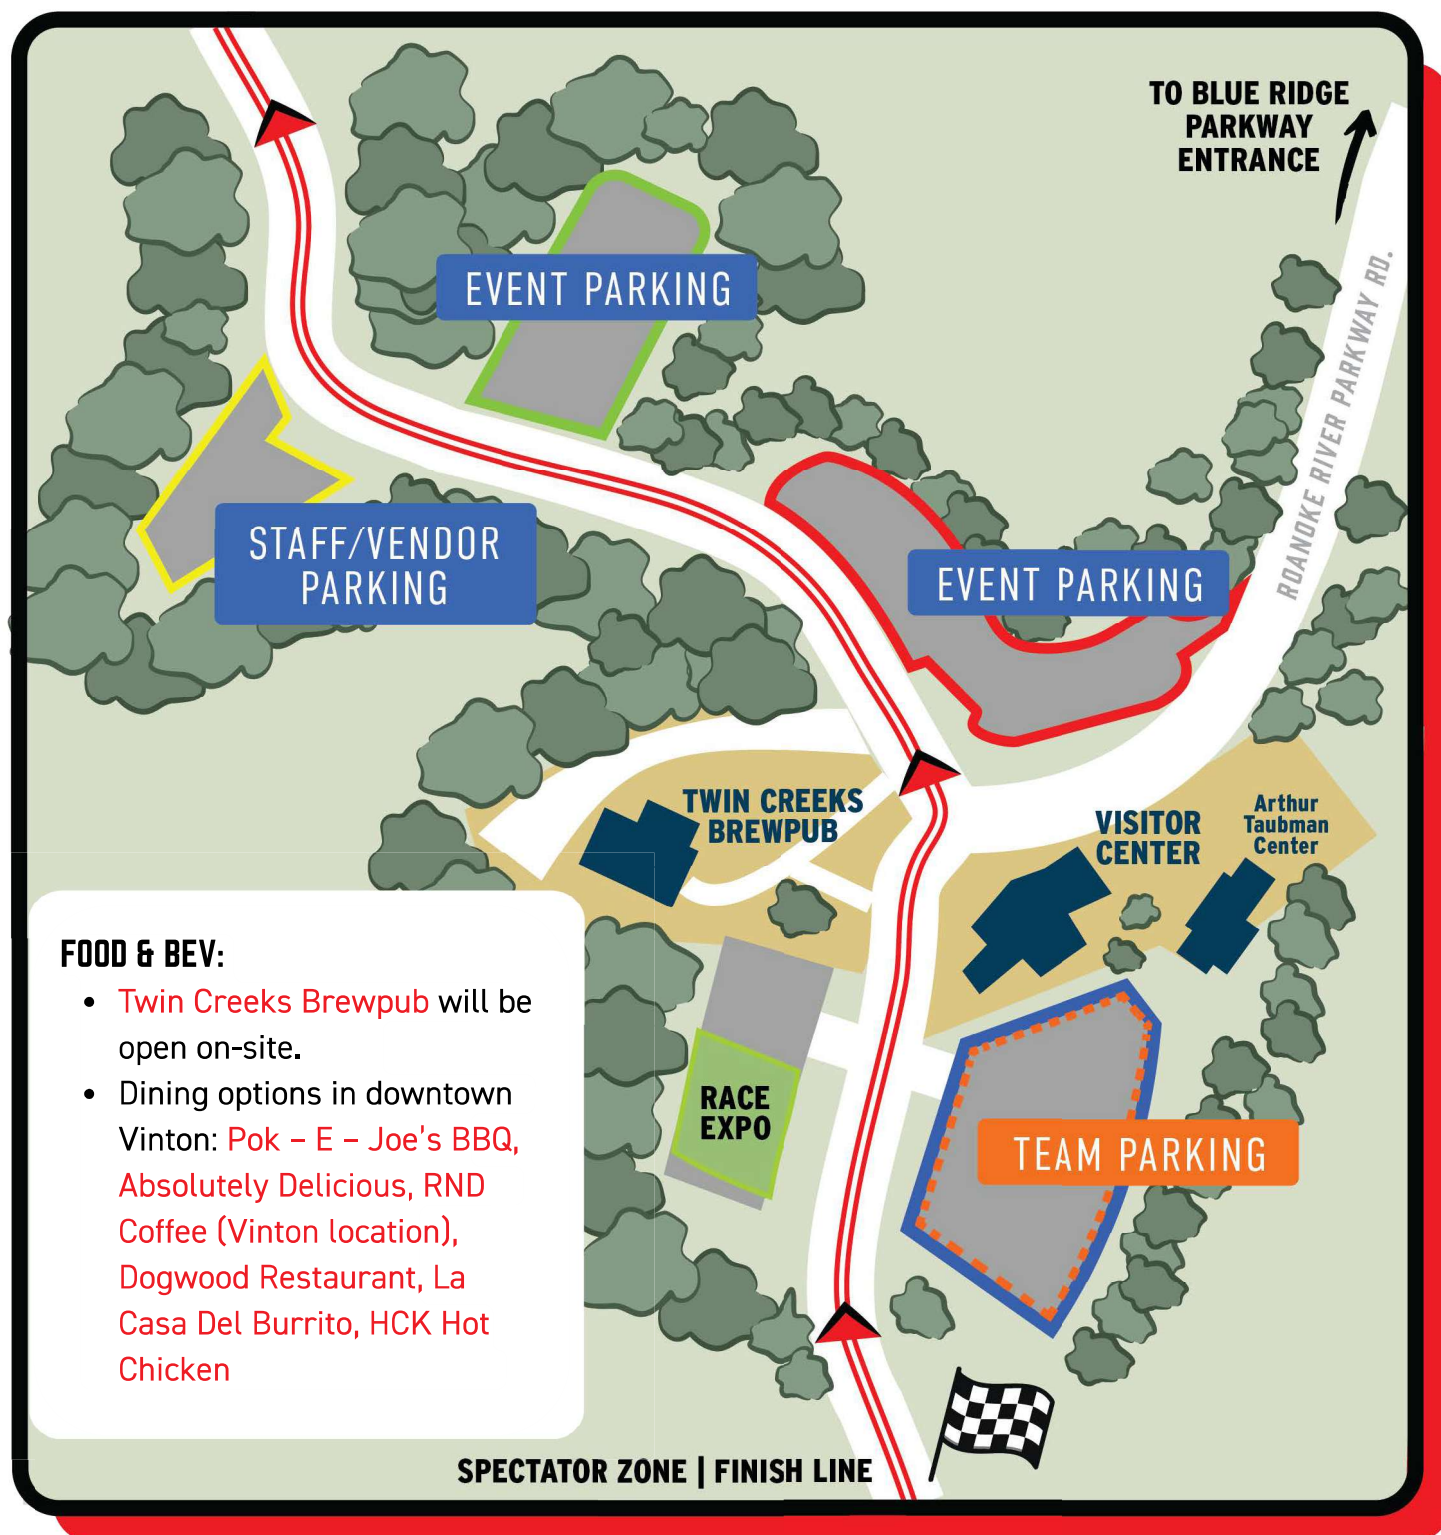 TO BLUE RIDGE
PARKWAY
ENTRANCE
EVENT PARKING
ROANOKE RIVER PARKWAY RD.
STAFF/VENDOR
PARKING
EVENT PARKING
TWIN CREEKS
BREWPUB
VISITOR
CENTER
Arthur
Taubman
Center
FOOD & BEV:
• Twin Creeks Brewpub will be
open on-site.
• Dining options in downtown
Vinton: Pok – E – Joe's BBQ,
Absolutely Delicious, RND
Coffee (Vinton location),
Dogwood Restaurant, La
Casa Del Burrito, HCK Hot
Chicken
RACE
EXPO
TEAM PARKING
SPECTATOR ZONE | FINISH LINE